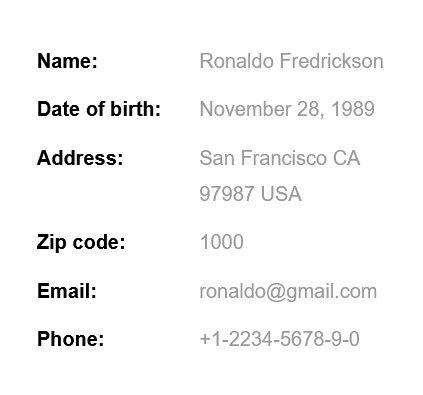 Name: Ronaldo Fredrickson
Date of birth: November 28, 1989
Address: San Francisco CA
97987 USA
Zip code: 1000
Email: ronaldo@gmail.com
Phone: +1-2234-5678-9-0